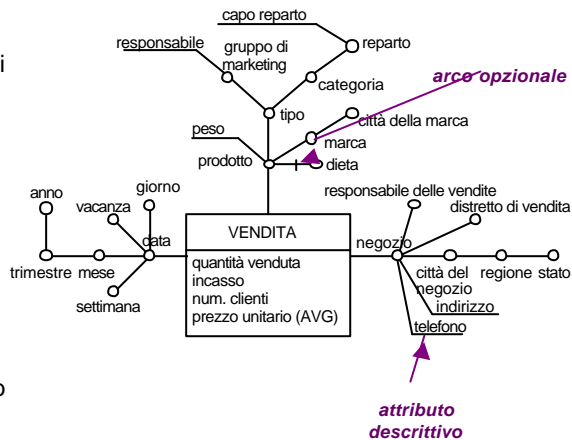 capo reparto
responsabile
gruppo di
marketing
reparto
i
categoria
arco opzionale
tipo
città della marca
peso
marca
prodotto
dieta
anno
giorno
vacanza
responsabile delle vendite
distretto di vendita
VENDITA
data
negozio
trimestre
mese
settimana
quantità venduta
incasso
num. clienti
prezzo unitario (AVG)
città del
negozio
regione
stato
indirizzo
telefono
o
attributo
descrittivo